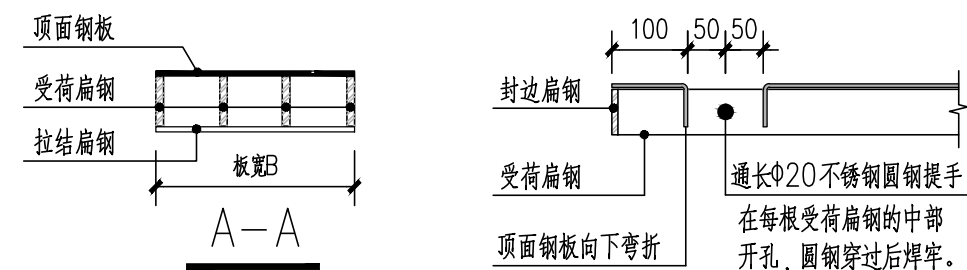 顶面钢板
受荷扁钢
拉结扁钢
板宽B
A-A
100 50 50
封边扁钢
受荷扁钢
顶面钢板向下弯折
通长Φ20不锈钢圆钢提手
在每根受荷扁钢的中部
开孔，圆钢穿过后焊牢。